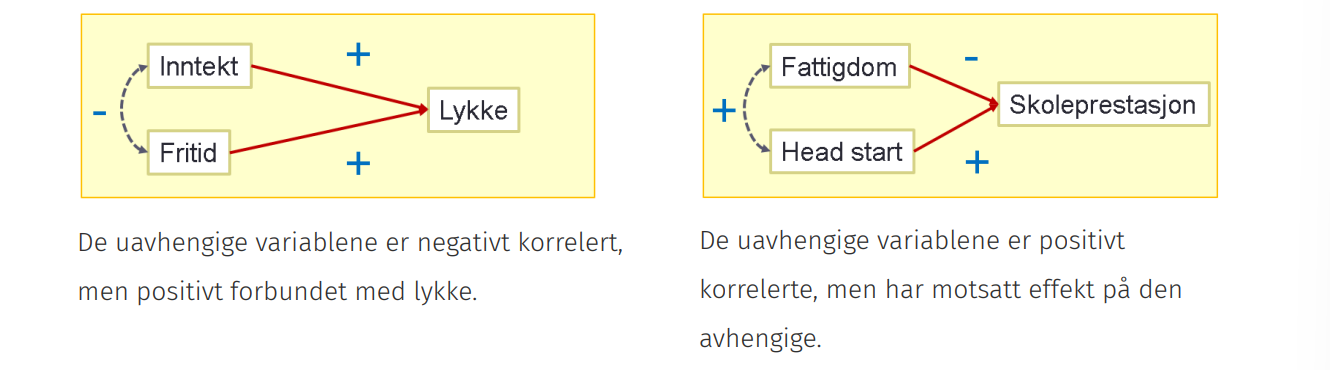 Inntekt
+
-
Lykke
Fritid
+
De uavhengige variablene er negativt korrelert,
men positivt forbundet med lykke.
Fattigdom
-
+
Skoleprestasjon
Head start
+
De uavhengige variablene er positivt
korrelerte, men har motsatt effekt på den
avhengige.